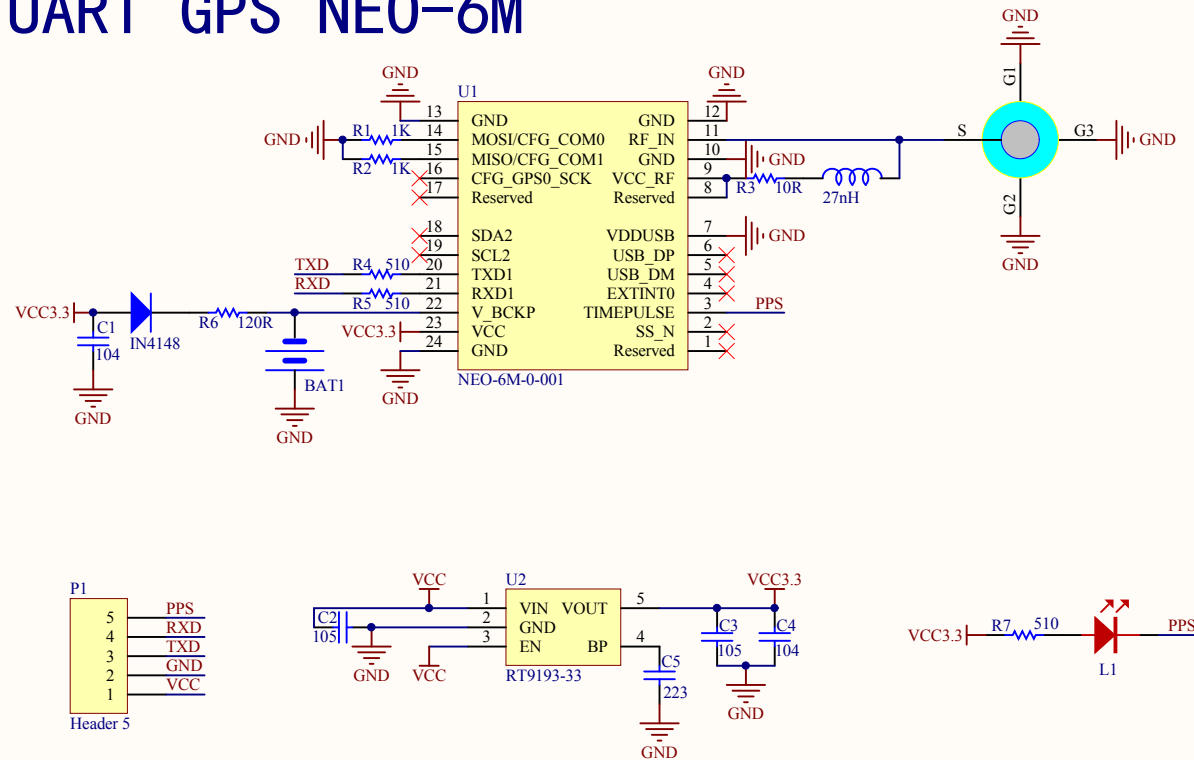 UART GPS NEO-6M
U1
GND 13 GND GND 12 GND
GND R1 1K 14 MOSI/CFG_COM0 RF_IN 11
R2 1K 15 MISO/CFG_COM1 GND 10 GND
16 CFG_GPS0_SCK VCC_RF 9 R3 10R 27nH
17 Reserved Reserved 8
18 SDA2 VDDUSB 7 GND
19 SCL2 USB_DP 6
TXD R4 510 20 TXD1 USB_DM 5
RXD R5 510 21 RXD1 EXTINT0 4
22 V_BCKP TIMEPULSE 3 PPS
VCC3.3 23 VCC SS_N 2
24 GND Reserved 1
GND
NEO-6M-0-001
GND
G1
S G3 GND
G2
GND
VCC3.3 C1 104 IN4148 R6 120R
GND
BAT1
GND
P1
5 PPS
4 RXD
3 TXD
2 GND
1 VCC
Header 5
VCC U2 VCC3.3
C2 105 1 VIN VOUT 5
2 GND
3 EN BP 4
GND VCC RT9193-33
C5 223
GND
C3 105 C4 104
GND
VCC3.3 R7 510 L1 PPS